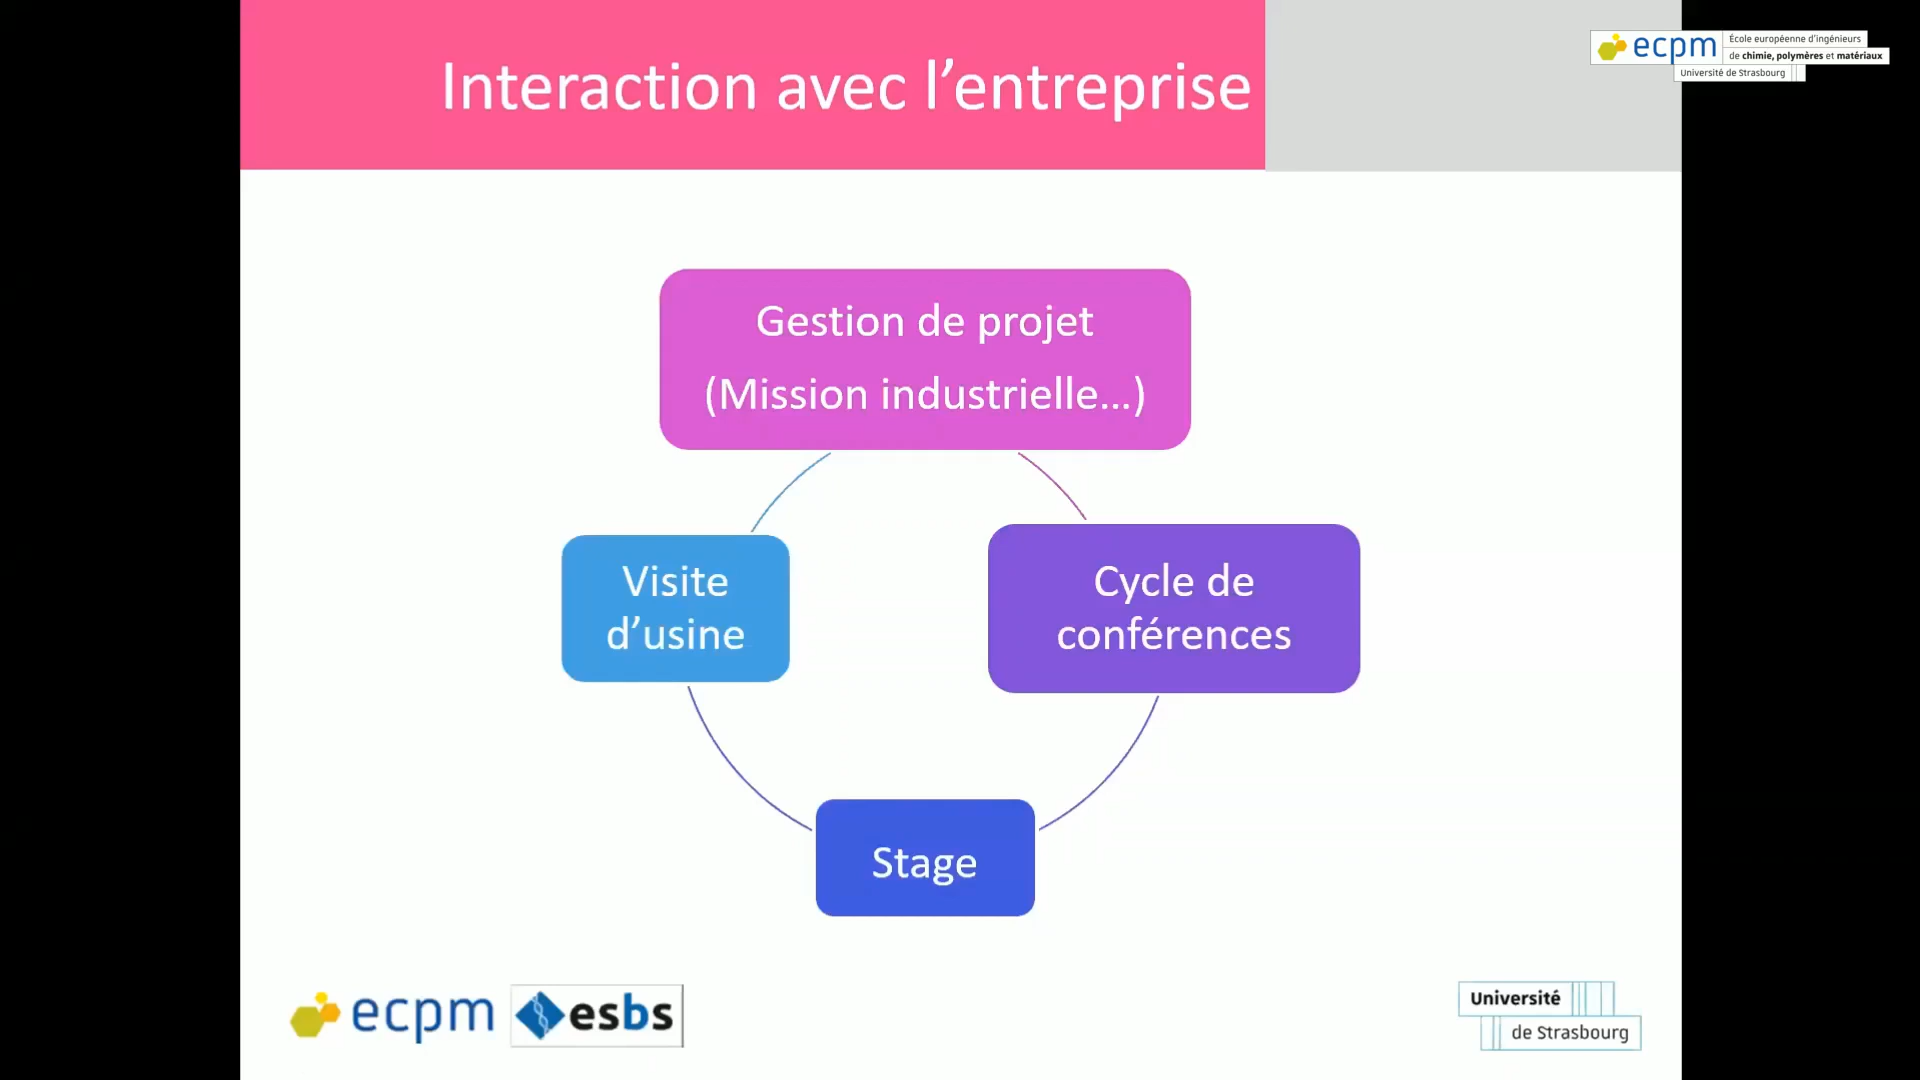 Interaction avec l’entreprise
ecpm
École européenne d’ingénieurs
de chimie, polymères et matériaux
Université de Strasbourg
Gestion de projet
(Mission industrielle...)
Visite
d’usine
Cycle de
conférences
Stage
ecpm
esbs
Université
de Strasbourg